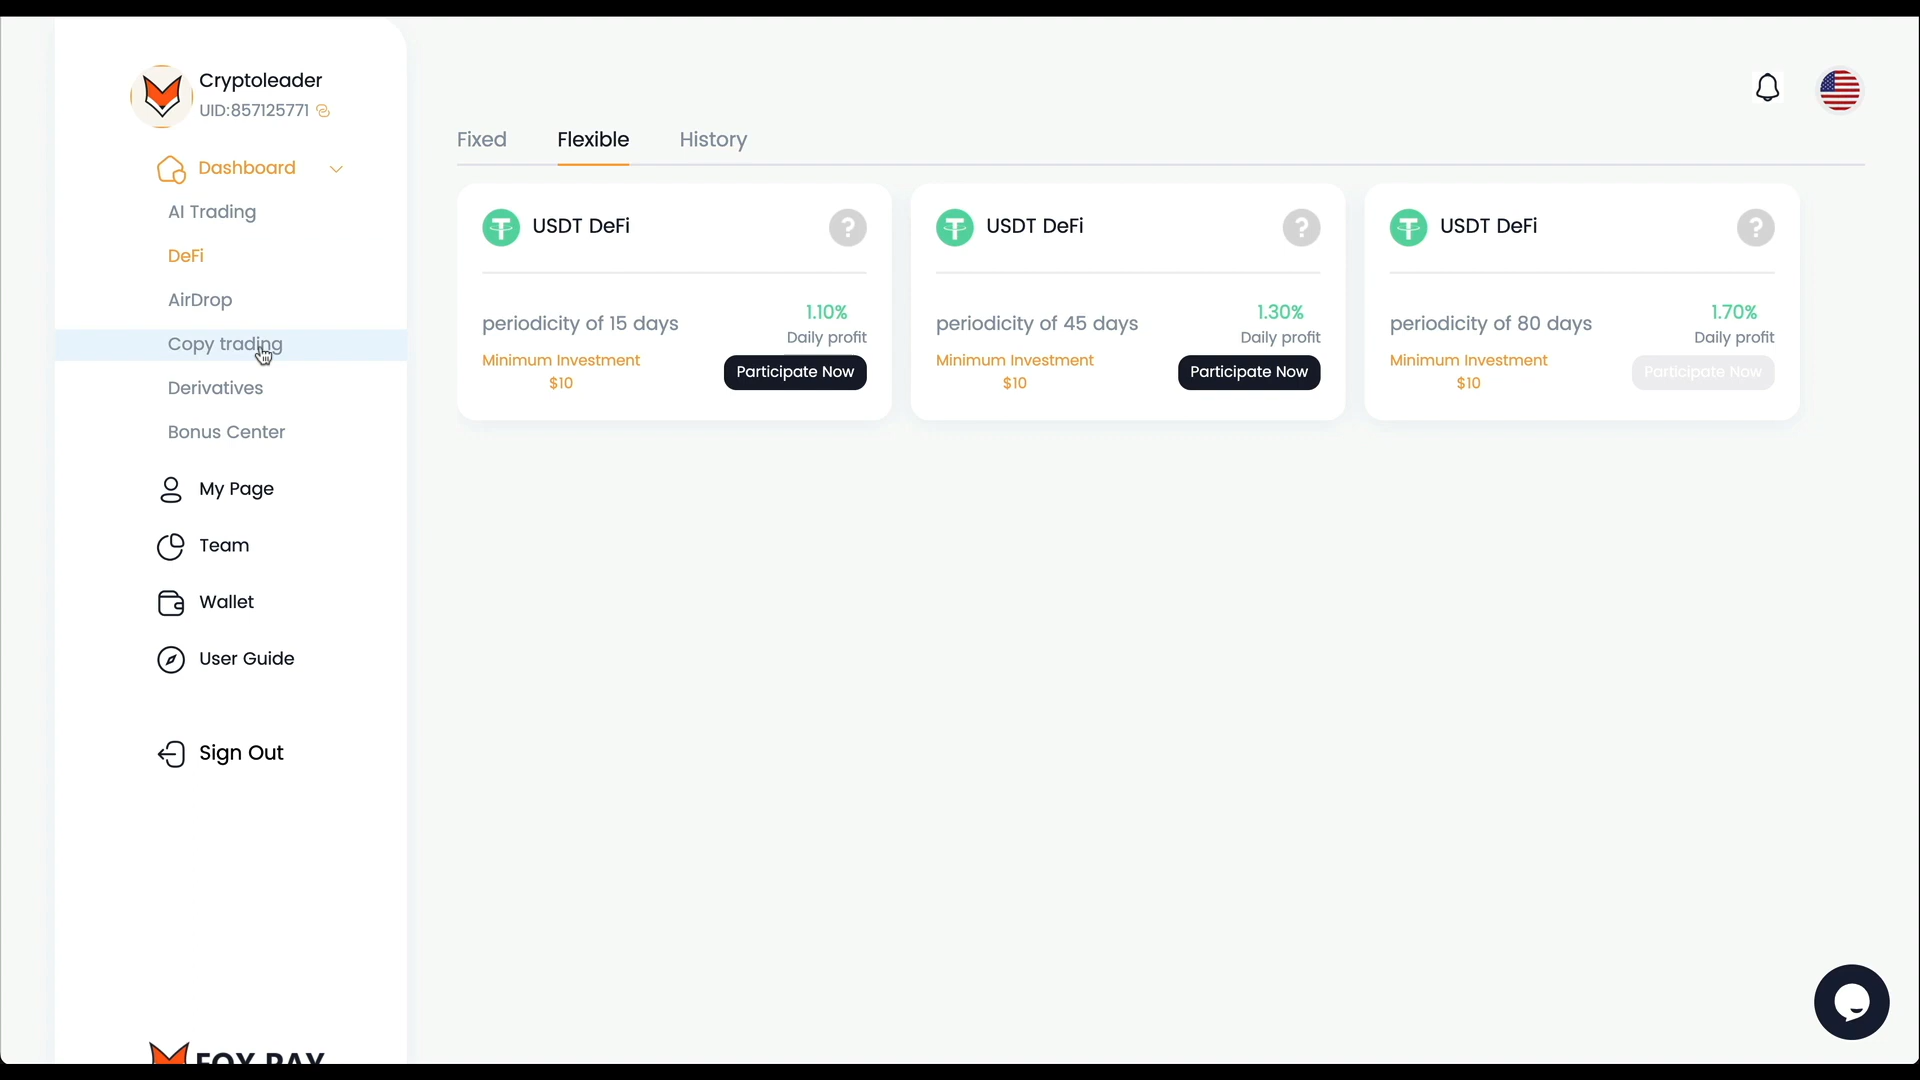 Cryptoleader
UID:857125771
Dashboard
AI Trading
DeFi
AirDrop
Copy trading
Derivatives
Bonus Center
My Page
Team
Wallet
User Guide
Sign Out
FOX PAY
Fixed Flexible History
USDT DeFi
?
periodicity of 15 days
1.10%
Daily profit
Minimum Investment
$10
Participate Now
USDT DeFi
?
periodicity of 45 days
1.30%
Daily profit
Minimum Investment
$10
Participate Now
USDT DeFi
?
periodicity of 80 days
1.70%
Daily profit
Minimum Investment
$10
Participate Now